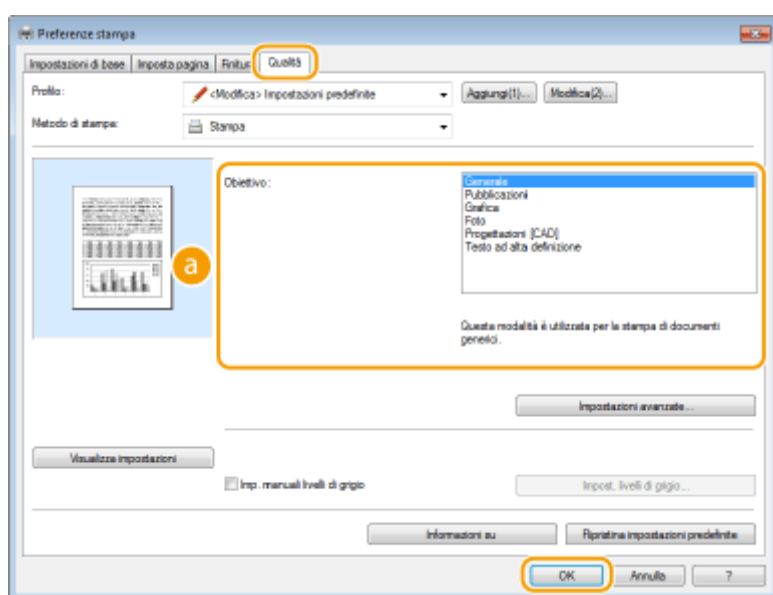 Preferenze stampa
Impostazioni di base Imposta pagina Finitur Qualità
Profilo: <Modifica> Impostazioni predefinite Aggiungi(1)... Modifica(2)...
Metodo di stampa: Stampa
Obiettivo: Generale
Pubblicazioni
Grafica
Foto
Progettazioni [CAD]
Testo ad alta definizione
a
Questa modalità è utilizzata per la stampa di documenti
generici.
Impostazioni avanzate...
Visualizza impostazioni
Imp. manuali livelli di grigio Impost. livelli di grigio...
Informazioni su Ripristina impostazioni predefinite
OK Annulla ?